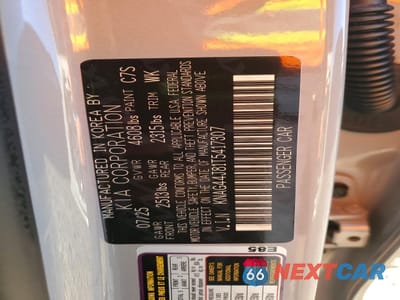 MANUFACTURED IN KOREA BY
KIA CORPORATION
07/25 GVWR 4608lbs PAINT C7S
GAWR FRONT 2513lbs GAWR REAR 2315lbs TRIM WK
THIS VEHICLE CONFORMS TO ALL APPLICABLE U.S.A. FEDERAL
MOTOR VEHICLE SAFETY, BUMPER, AND THEFT PREVENTION STANDARDS
IN EFFECT ON THE DATE OF MANUFACTURE SHOWN ABOVE
V.I.N KNAG44J81T5417307
PASSENGER CAR
66 NEXTCAR